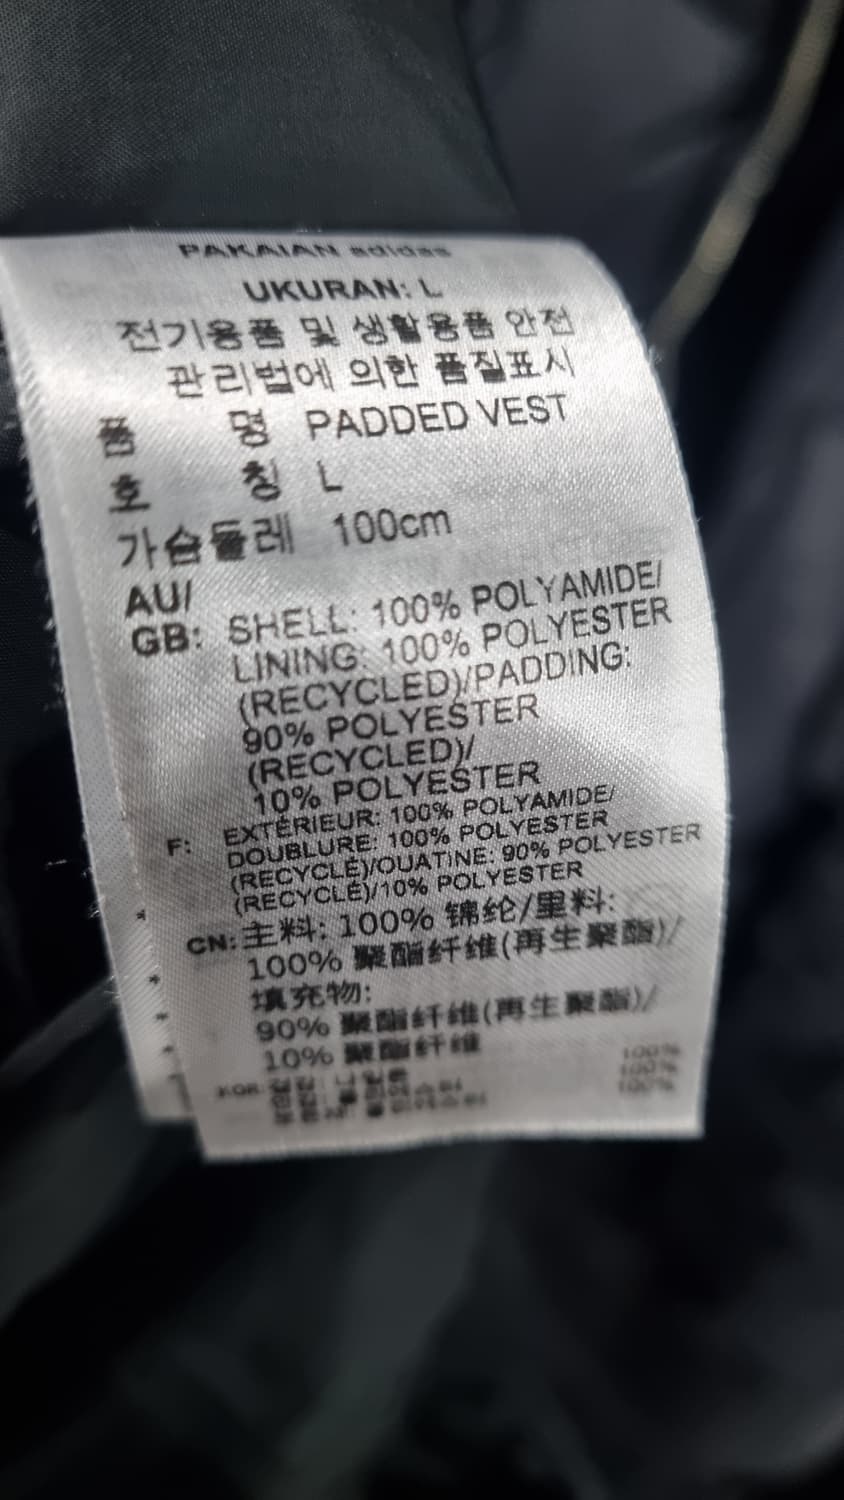 PAKAIAN adidas
UKURAN: L
전기용품 및 생활용품 안전
관리법에 의한 품질표시
품 명 PADDED VEST
호 칭 L
가슴둘레 100cm
AU/
GB: SHELL: 100% POLYAMIDE/
LINING: 100% POLYESTER
(RECYCLED)/PADDING:
90% POLYESTER
(RECYCLED)/
10% POLYESTER
F: EXTÉRIEUR: 100% POLYAMIDE/
DOUBLURE: 100% POLYESTER
(RECYCLÉ)/OUATINE: 90% POLYESTER
(RECYCLÉ)/10% POLYESTER
CN: 主料: 100% 锦纶/里料:
100% 聚酯纤维(再生聚酯)/
填充物:
90% 聚酯纤维(再生聚酯)/
10% 聚酯纤维
KOR: 100%
100%
100%